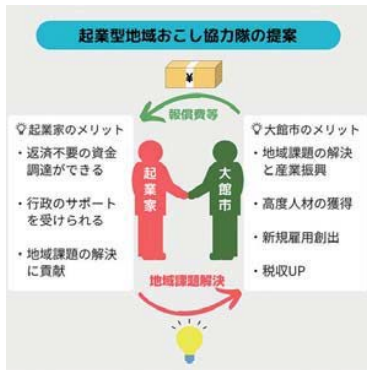 起業型地域おこし協力隊の提案
¥
報償費等
起業家のメリット
・返済不要の資金
調達ができる
・行政のサポート
を受けられる
・地域課題の解決
に貢献
起業家
大館市
大館市のメリット
・地域課題の解決
と産業振興
・高度人材の獲得
・新規雇用創出
・税収UP
地域課題解決